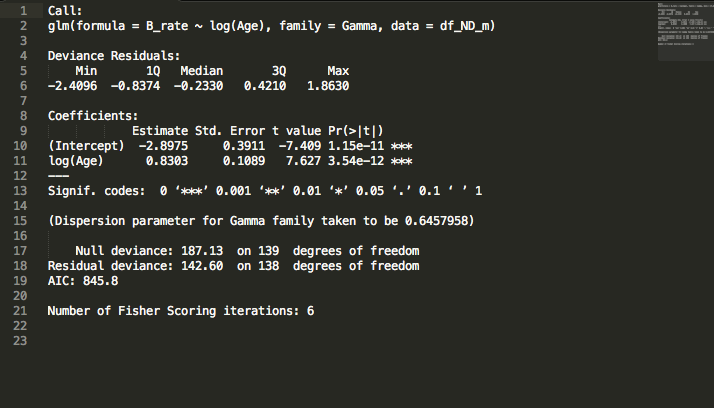 1 Call:
2 glm(formula = B_rate ~ log(Age), family = Gamma, data = df_ND_m)
3
4 Deviance Residuals:
5     Min       1Q   Median       3Q      Max
6 -2.4096  -0.8374  -0.2330   0.4210   1.8630
7
8 Coefficients:
9             Estimate Std. Error t value Pr(>|t|)
10 (Intercept)  -2.8975     0.3911  -7.409 1.15e-11 ***
11 log(Age)      0.8303     0.1089   7.627 3.54e-12 ***
12 ---
13 Signif. codes:  0 ‘***’ 0.001 ‘**’ 0.01 ‘*’ 0.05 ‘.’ 0.1 ‘ ’ 1
14
15 (Dispersion parameter for Gamma family taken to be 0.6457958)
16
17     Null deviance: 187.13  on 139  degrees of freedom
18 Residual deviance: 142.60  on 138  degrees of freedom
19 AIC: 845.8
20
21 Number of Fisher Scoring iterations: 6
22
23